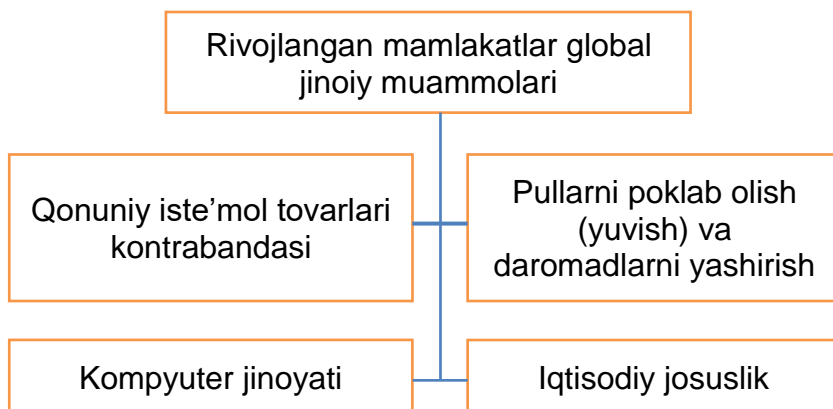 Rivojlangan mamlakatlar global
jinoiy muammolari
Qonuniy iste’mol tovarlari
kontrabandasi
Pullarni poklab olish
(yuvish) va
daromadlarni yashirish
Kompyuter jinoyati
Iqtisodiy josuslik